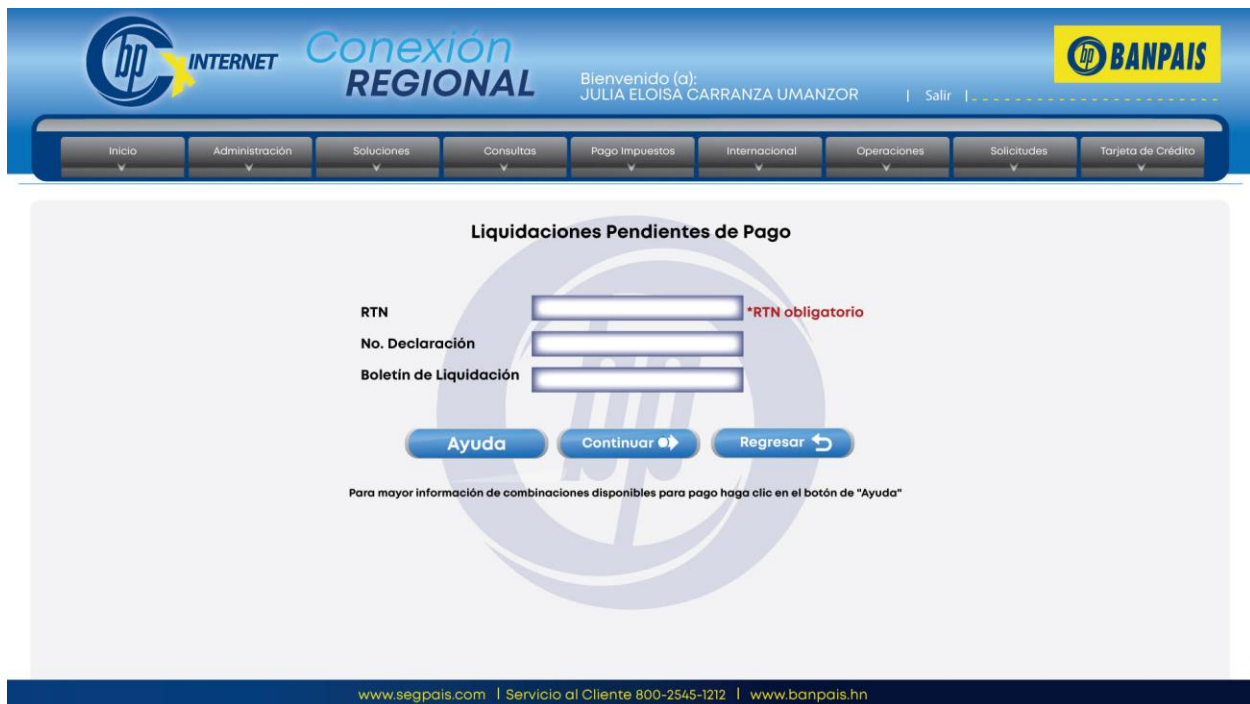 bp INTERNET
Conexión
REGIONAL
Bienvenido (a):
JULIA ELOISA CARRANZA UMANZOR | Salir |
bp BANPAIS
Inicio Administración Soluciones Consultas Pago Impuestos Internacional Operaciones Solicitudes Tarjeta de Crédito
Liquidaciones Pendientes de Pago
RTN *RTN obligatorio
No. Declaración
Boletín de Liquidación
Ayuda Continuar Regresar
Para mayor información de combinaciones disponibles para pago haga clic en el botón de "Ayuda"
bp
www.segpais.com | Servicio al Cliente 800-2545-1212 | www.banpais.hn